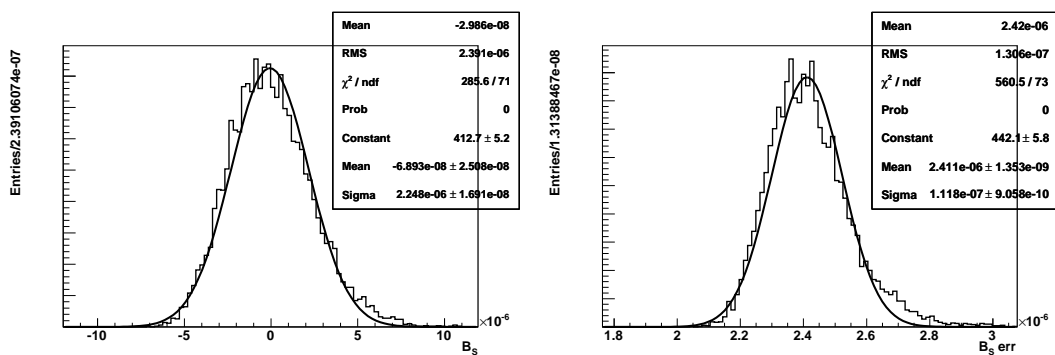 Mean -2.986e-08
RMS 2.391e-06
χ² / ndf 285.6 / 71
Prob 0
Constant 412.7 ± 5.2
Mean -6.893e-08 ± 2.508e-08
Sigma 2.248e-06 ± 1.691e-08
Entries/2.39106074e-07
-10 -5 0 5 10
×10⁻⁶
B_S
Mean 2.42e-06
RMS 1.306e-07
χ² / ndf 560.5 / 73
Prob 0
Constant 442.1 ± 5.8
Mean 2.411e-06 ± 1.353e-09
Sigma 1.118e-07 ± 9.058e-10
Entries/1.31388467e-08
1.8 2 2.2 2.4 2.6 2.8 3
×10⁻⁶
B_S err